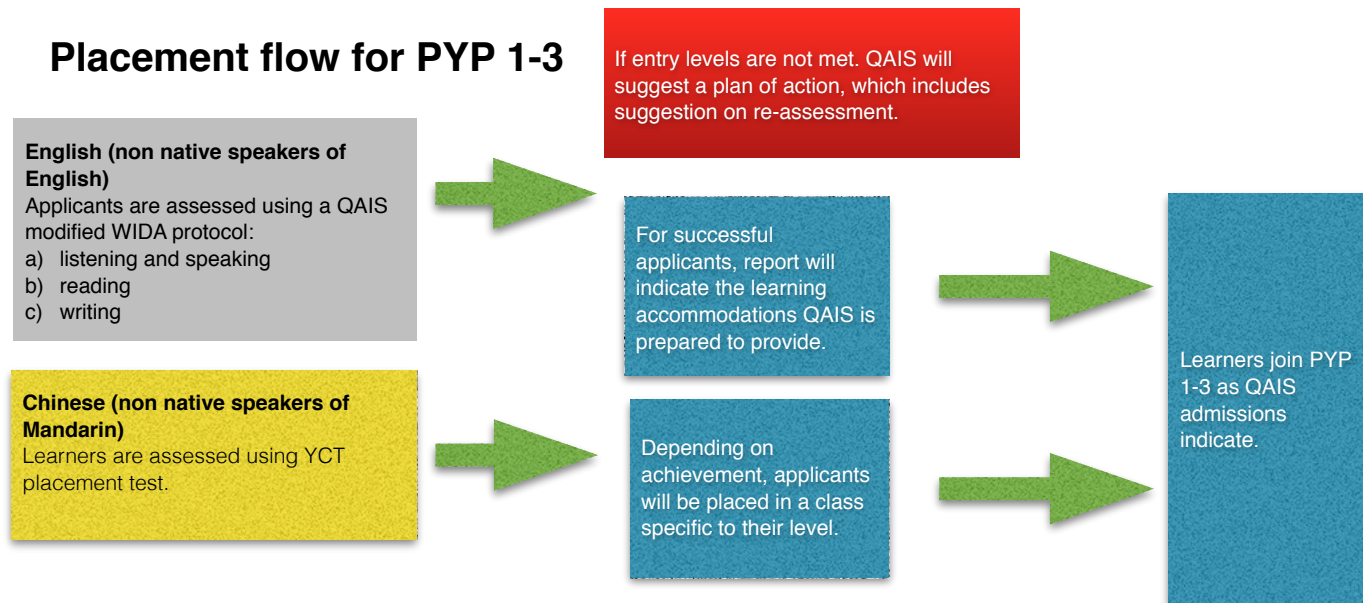 Placement flow for PYP 1-3
If entry levels are not met. QAIS will
suggest a plan of action, which includes
suggestion on re-assessment.
English (non native speakers of
English)
Applicants are assessed using a QAIS
modified WIDA protocol:
a) listening and speaking
b) reading
c) writing
For successful
applicants, report will
indicate the learning
accommodations QAIS is
prepared to provide.
Chinese (non native speakers of
Mandarin)
Learners are assessed using YCT
placement test.
Depending on
achievement, applicants
will be placed in a class
specific to their level.
Learners join PYP
1-3 as QAIS
admissions
indicate.